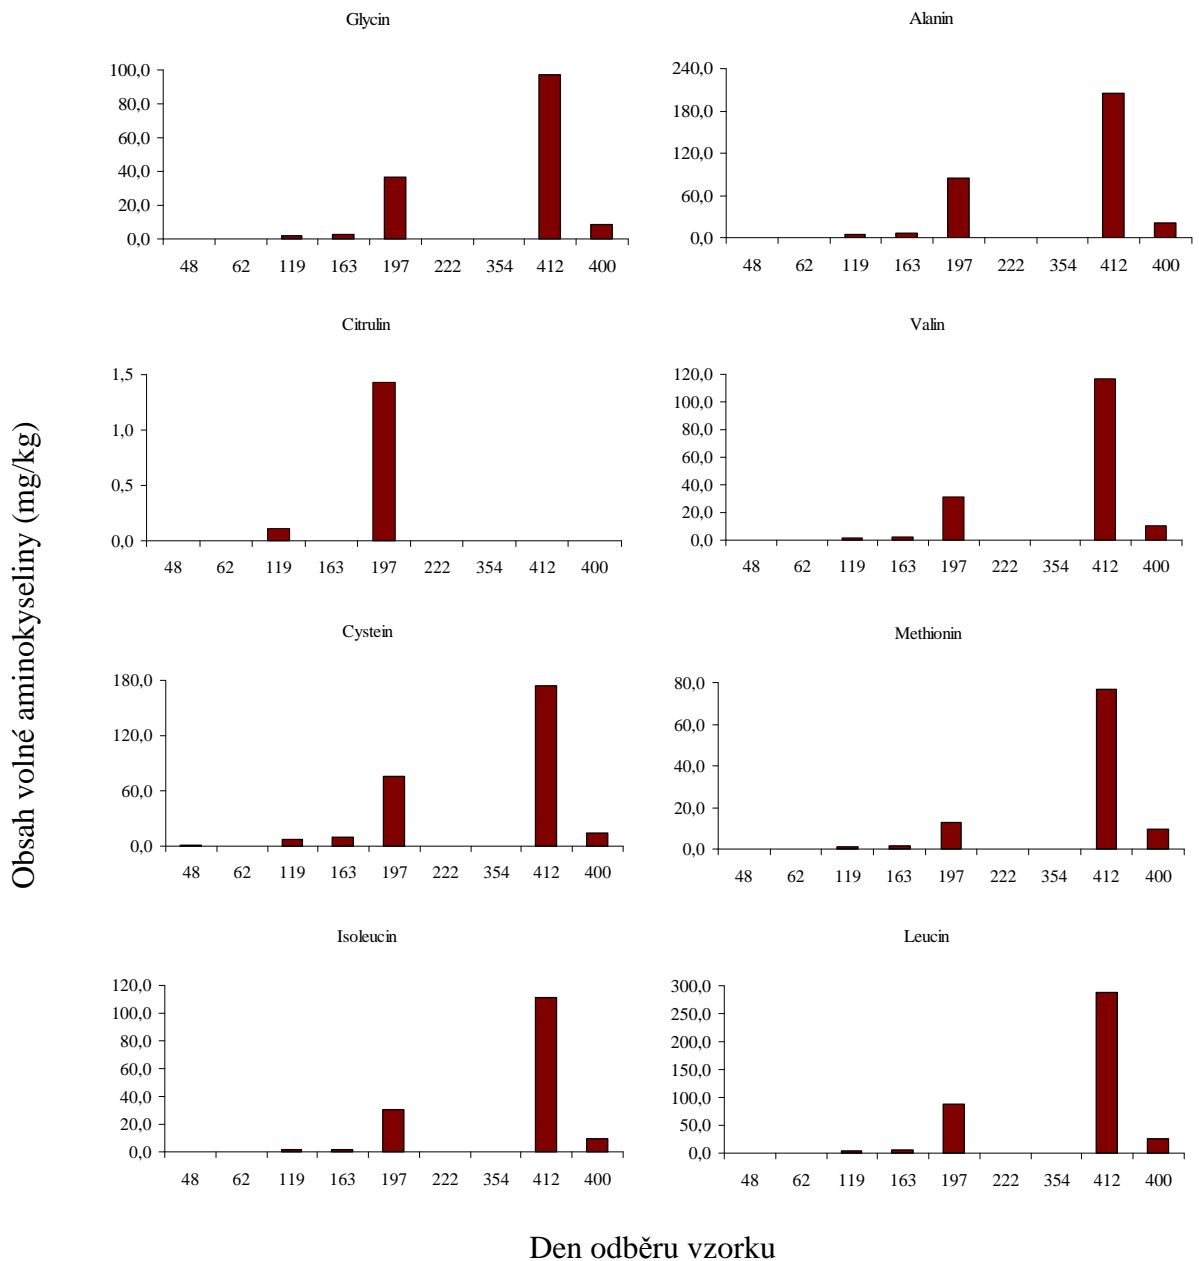 Glycin
100,0
80,0
60,0
40,0
20,0
0,0
48 62 119 163 197 222 354 412 400
Alanin
240,0
180,0
120,0
60,0
0,0
48 62 119 163 197 222 354 412 400
Citrulin
1,5
1,0
0,5
0,0
48 62 119 163 197 222 354 412 400
Valin
120,0
100,0
80,0
60,0
40,0
20,0
0,0
48 62 119 163 197 222 354 412 400
Obsah volné aminokyseliny (mg/kg)
Cystein
180,0
120,0
60,0
0,0
48 62 119 163 197 222 354 412 400
Methionin
80,0
60,0
40,0
20,0
0,0
48 62 119 163 197 222 354 412 400
Isoleucin
120,0
100,0
80,0
60,0
40,0
20,0
0,0
48 62 119 163 197 222 354 412 400
Leucin
300,0
250,0
200,0
150,0
100,0
50,0
0,0
48 62 119 163 197 222 354 412 400
Den odběru vzorku